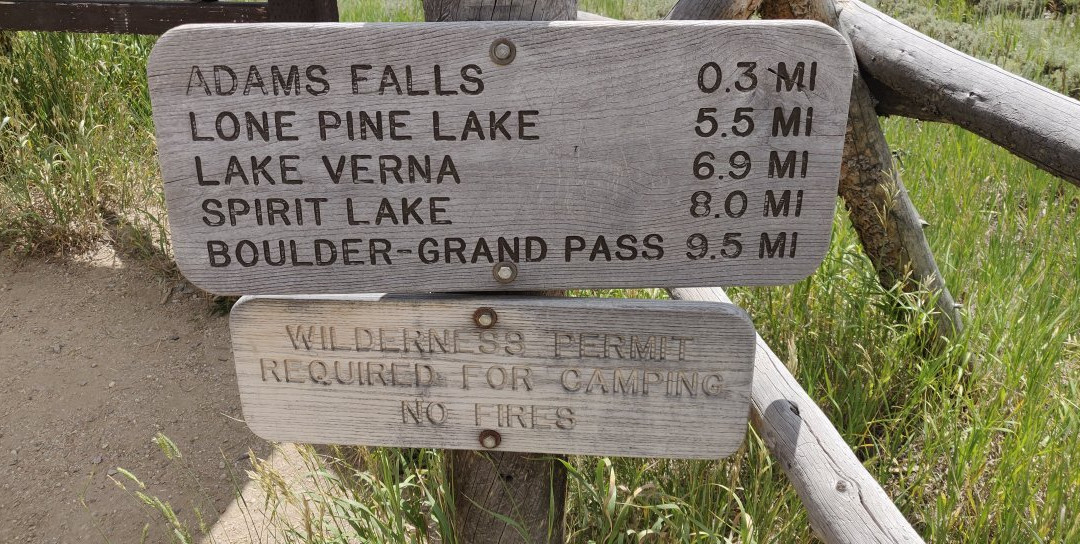 ADAMS FALLS 0.3 MI
LONE PINE LAKE 5.5 MI
LAKE VERNA 6.9 MI
SPIRIT LAKE 8.0 MI
BOULDER-GRAND PASS 9.5 MI
WILDERNESS PERMIT
REQUIRED FOR CAMPING
NO FIRES